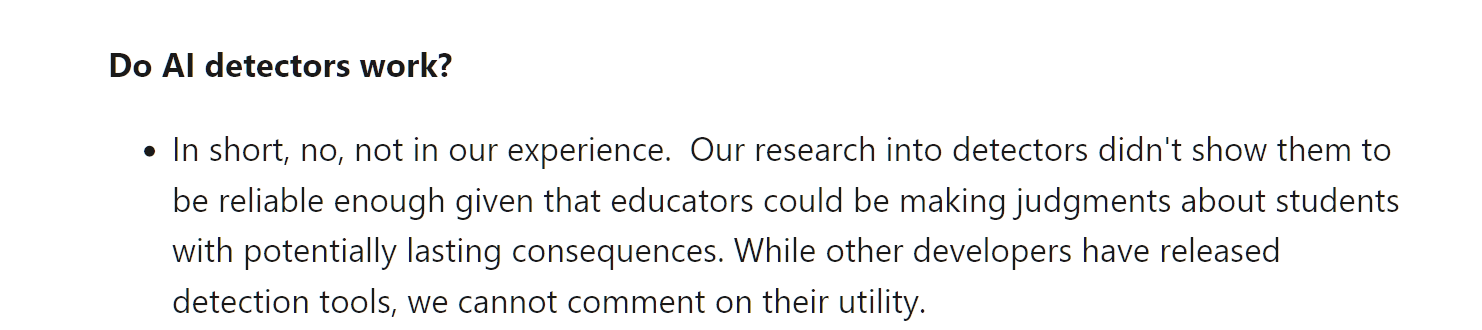 Do AI detectors work?
• In short, no, not in our experience.  Our research into detectors didn't show them to
be reliable enough given that educators could be making judgments about students
with potentially lasting consequences. While other developers have released
detection tools, we cannot comment on their utility.